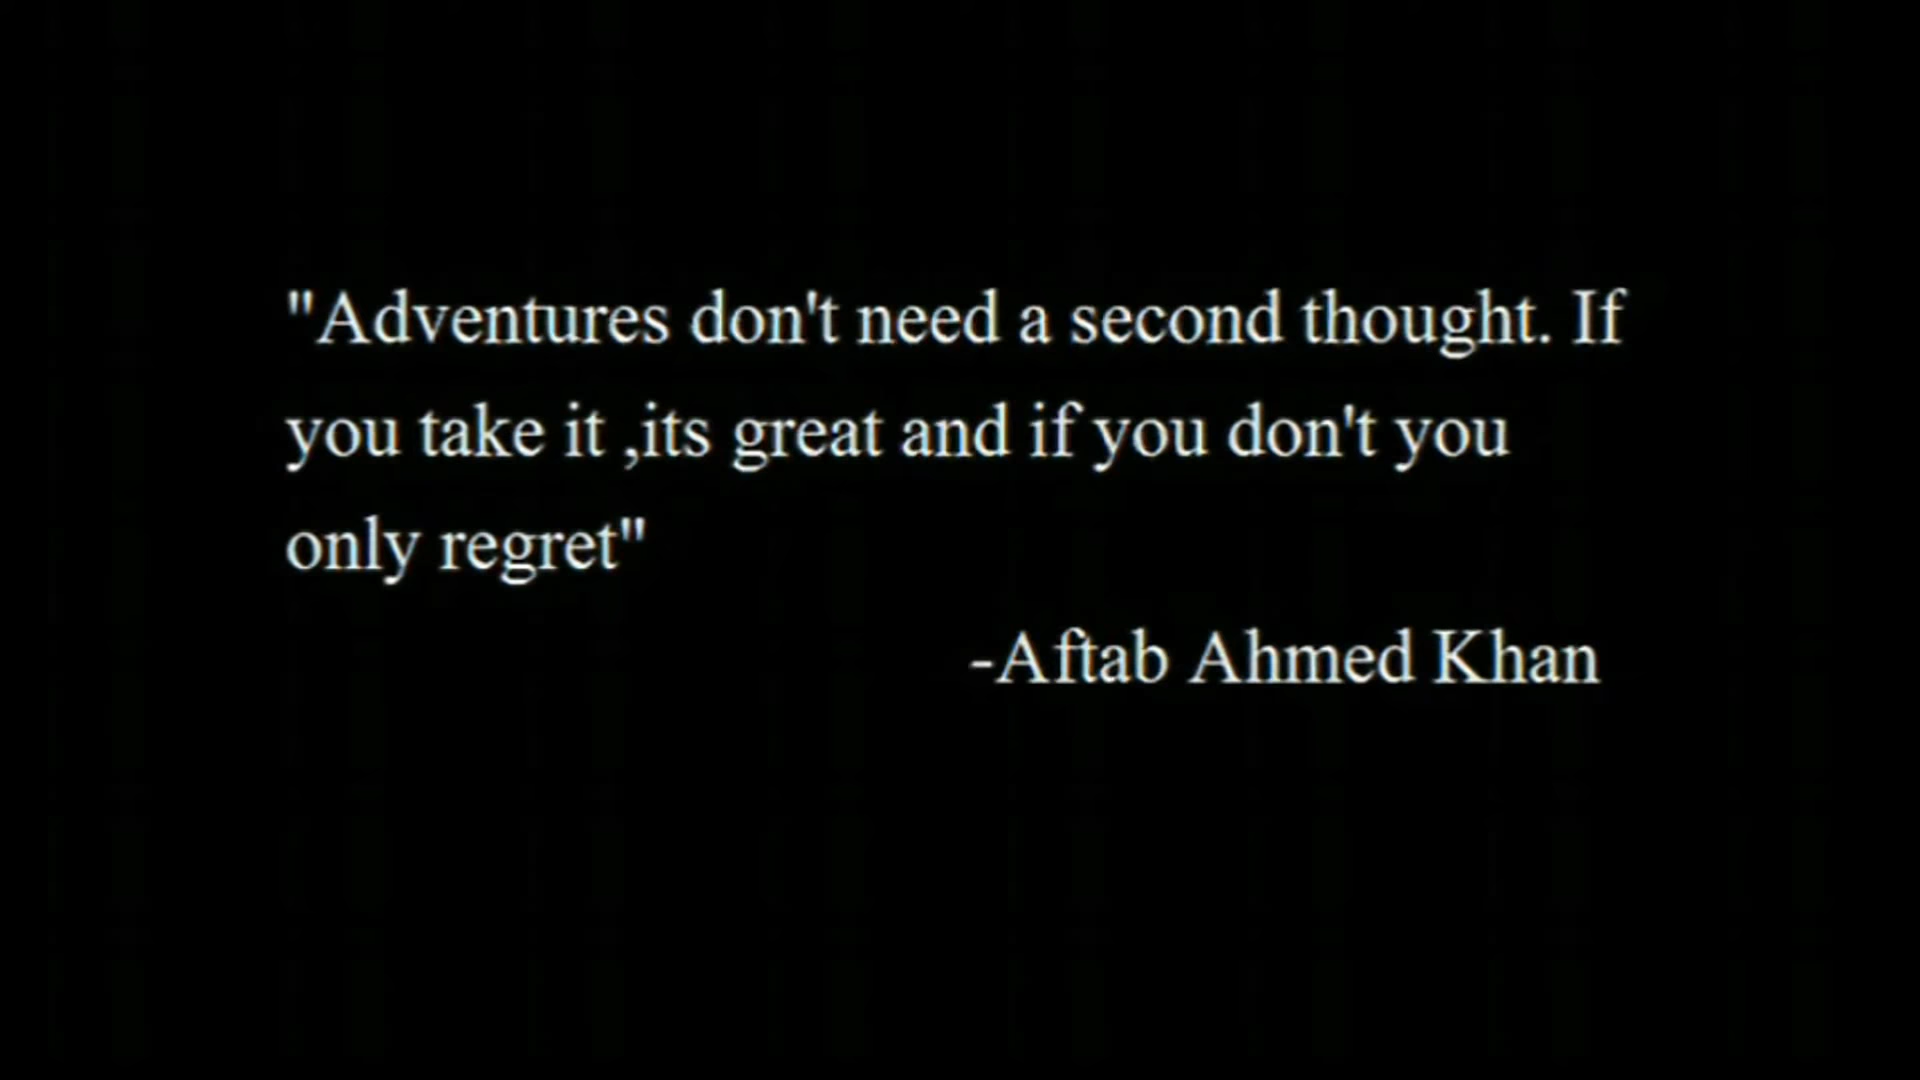 "Adventures don't need a second thought. If
you take it ,its great and if you don't you
only regret"
-Aftab Ahmed Khan